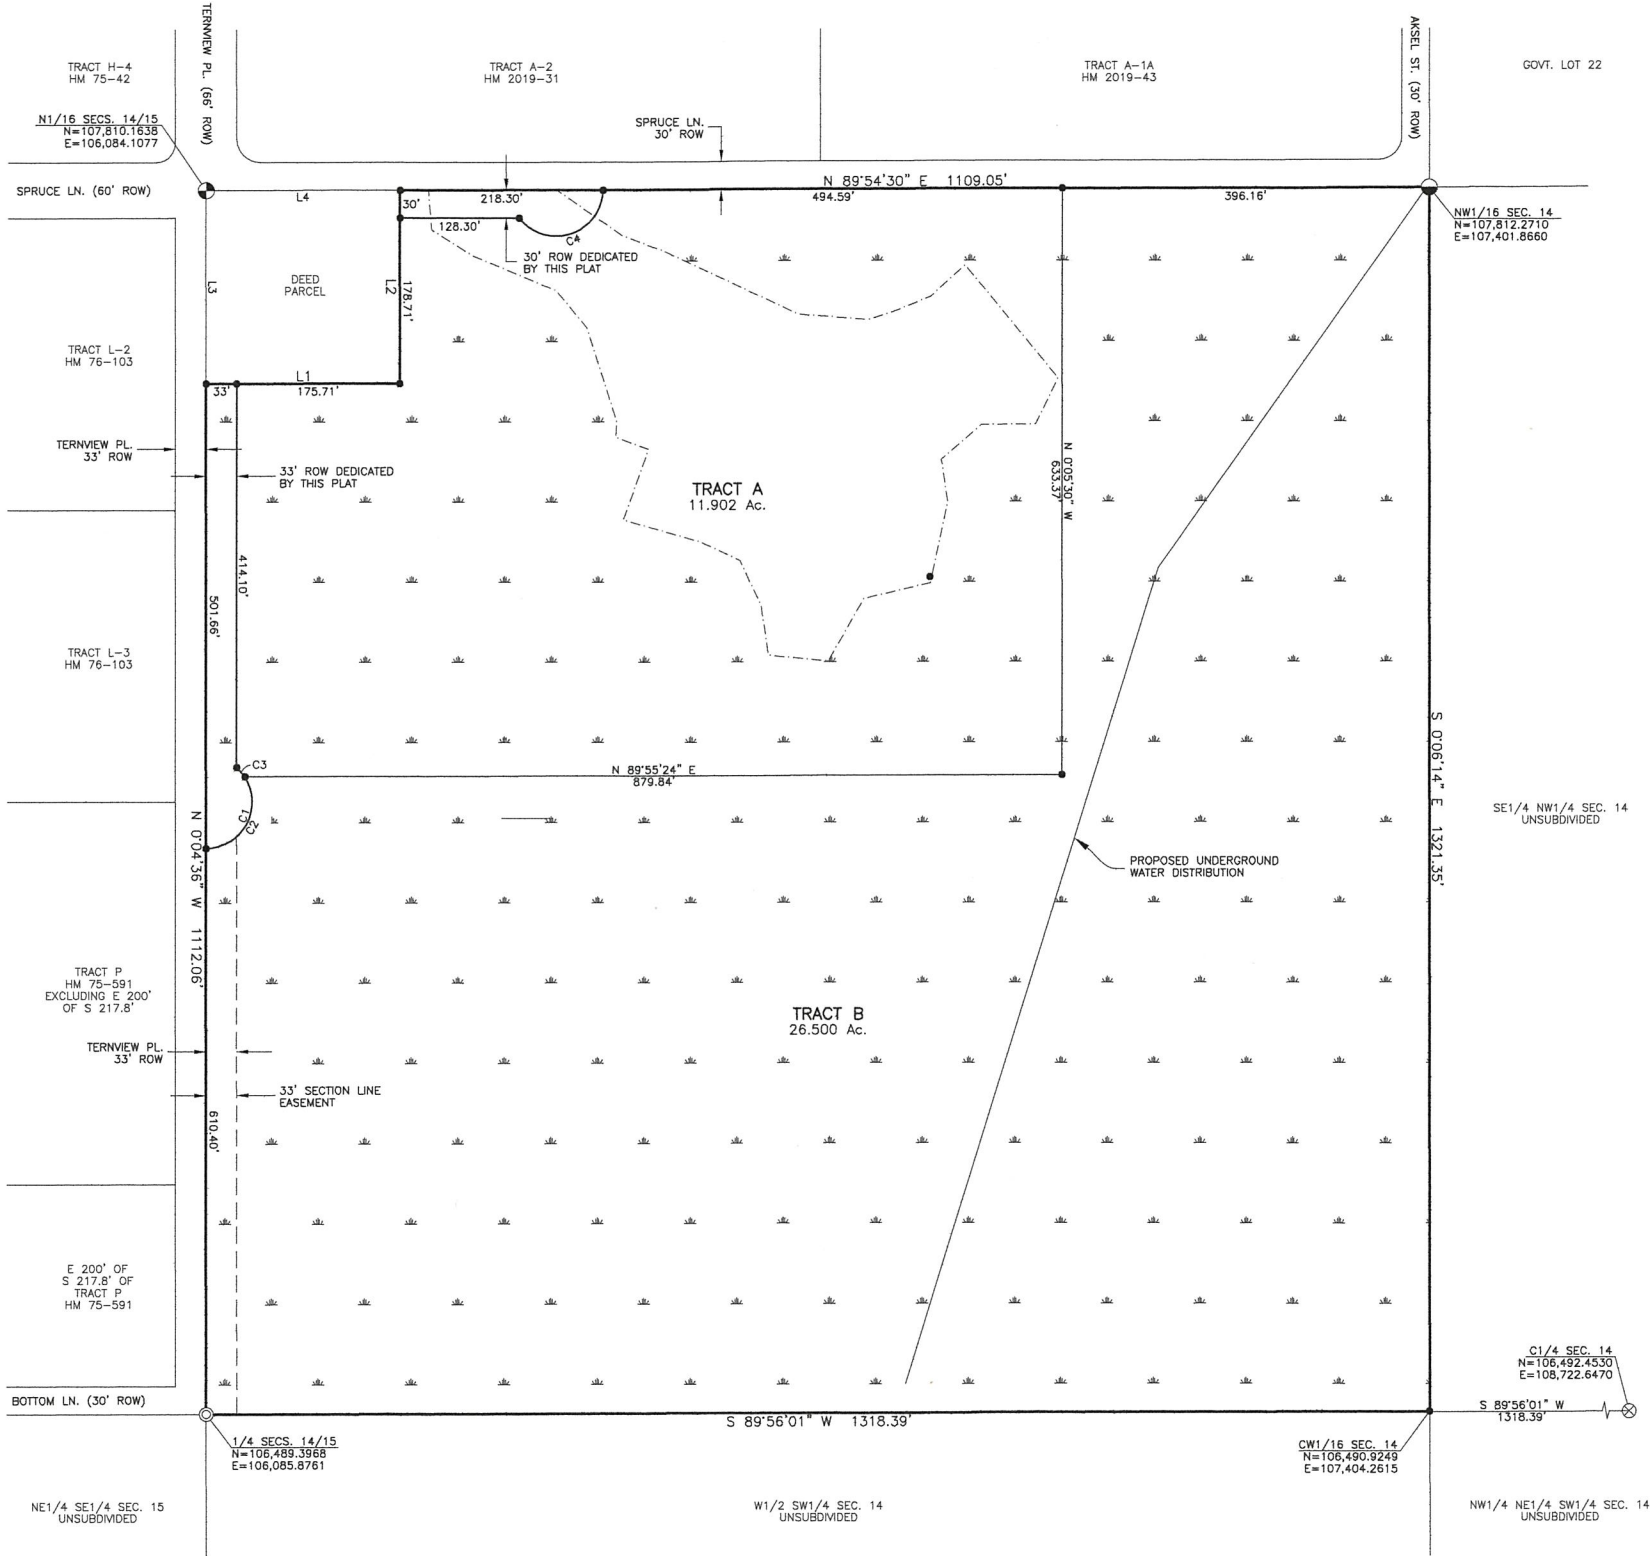 TERNVIEW PL. (66' ROW)
AKSEL ST. (30' ROW)
TRACT H-4
HM 75-42
TRACT A-2
HM 2019-31
TRACT A-1A
HM 2019-43
GOVT. LOT 22
N1/16 SECS. 14/15
N=107,810.1638
E=106,084.1077
SPRUCE LN.
30' ROW
SPRUCE LN. (60' ROW)
L4
218.30'
N 89°54'30" E 1109.05'
494.59'
396.16'
NW1/16 SEC. 14
N=107,812.2710
E=107,401.8660
30'
128.30'
C4
30' ROW DEDICATED
BY THIS PLAT
L3
DEED
PARCEL
L2
178.71'
TRACT L-2
HM 76-103
33'
L1
175.71'
TERNVIEW PL.
33' ROW
33' ROW DEDICATED
BY THIS PLAT
TRACT A
11.902 Ac.
N 0°05'30" W
633.37'
414.10'
501.66'
TRACT L-3
HM 76-103
C3
N 89°55'24" E
879.84'
C1
C2
S 0°06'14" E 1321.35'
SE1/4 NW1/4 SEC. 14
UNSUBDIVIDED
PROPOSED UNDERGROUND
WATER DISTRIBUTION
N 0°04'36" W 1112.06'
TRACT P
HM 75-591
EXCLUDING E 200'
OF S 217.8'
TRACT B
26.500 Ac.
TERNVIEW PL.
33' ROW
33' SECTION LINE
EASEMENT
610.40'
E 200' OF
S 217.8' OF
TRACT P
HM 75-591
C1/4 SEC. 14
N=106,492.4530
E=108,722.6470
BOTTOM LN. (30' ROW)
S 89°56'01" W 1318.39'
S 89°56'01" W
1318.39'
1/4 SECS. 14/15
N=106,489.3968
E=106,085.8761
CW1/16 SEC. 14
N=106,490.9249
E=107,404.2615
NE1/4 SE1/4 SEC. 15
UNSUBDIVIDED
W1/2 SW1/4 SEC. 14
UNSUBDIVIDED
NW1/4 NE1/4 SW1/4 SEC. 14
UNSUBDIVIDED